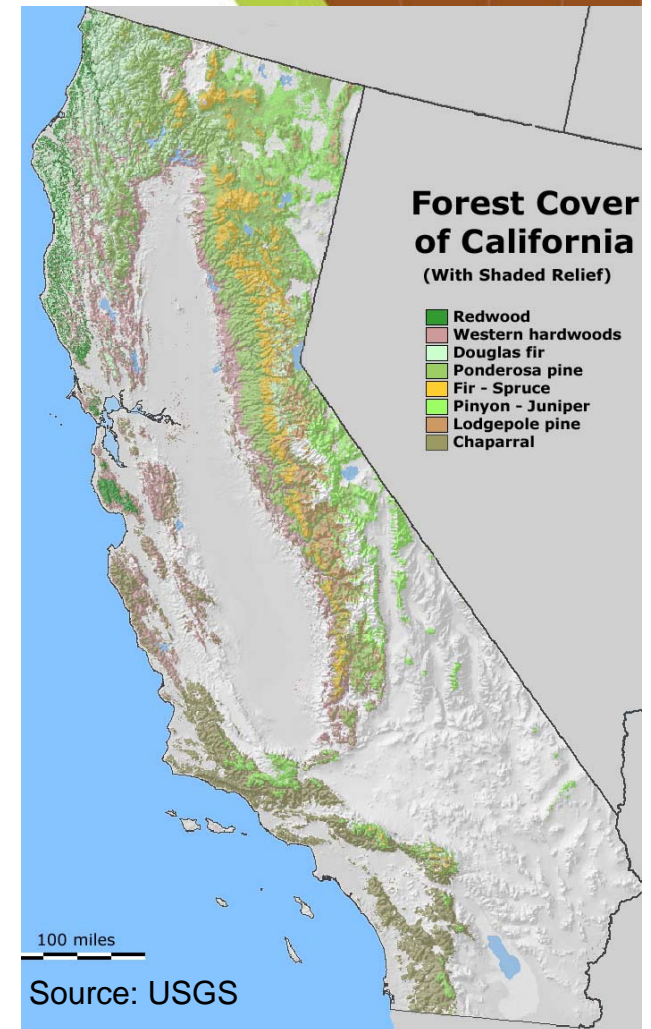 Forest Cover
of California
(With Shaded Relief)
Redwood
Western hardwoods
Douglas fir
Ponderosa pine
Fir - Spruce
Pinyon - Juniper
Lodgepole pine
Chaparral
100 miles
Source: USGS